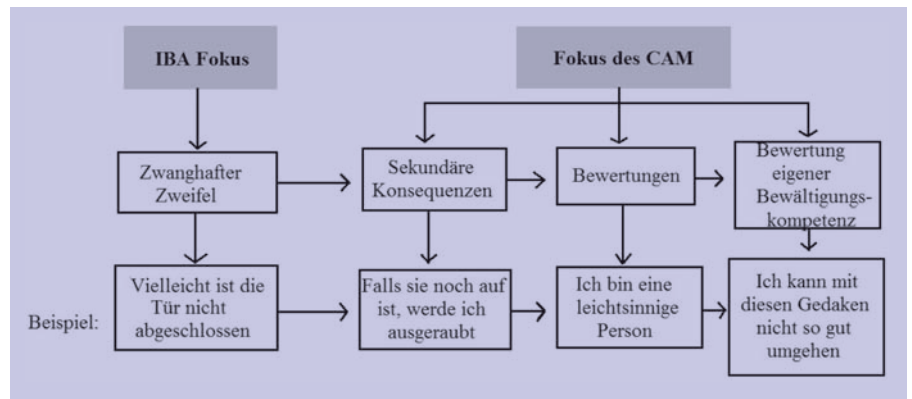 IBA Fokus
Fokus des CAM
Zwanghafter
Zweifel
Sekundäre
Konsequenzen
Bewertungen
Bewertung
eigener
Bewältigungs-
kompetenz
Beispiel:
Vielleicht ist die
Tür nicht
abgeschlossen
Falls sie noch auf
ist, werde ich
ausgeraubt
Ich bin eine
leichtsinnige
Person
Ich kann mit
diesen Gedaken
nicht so gut
umgehen